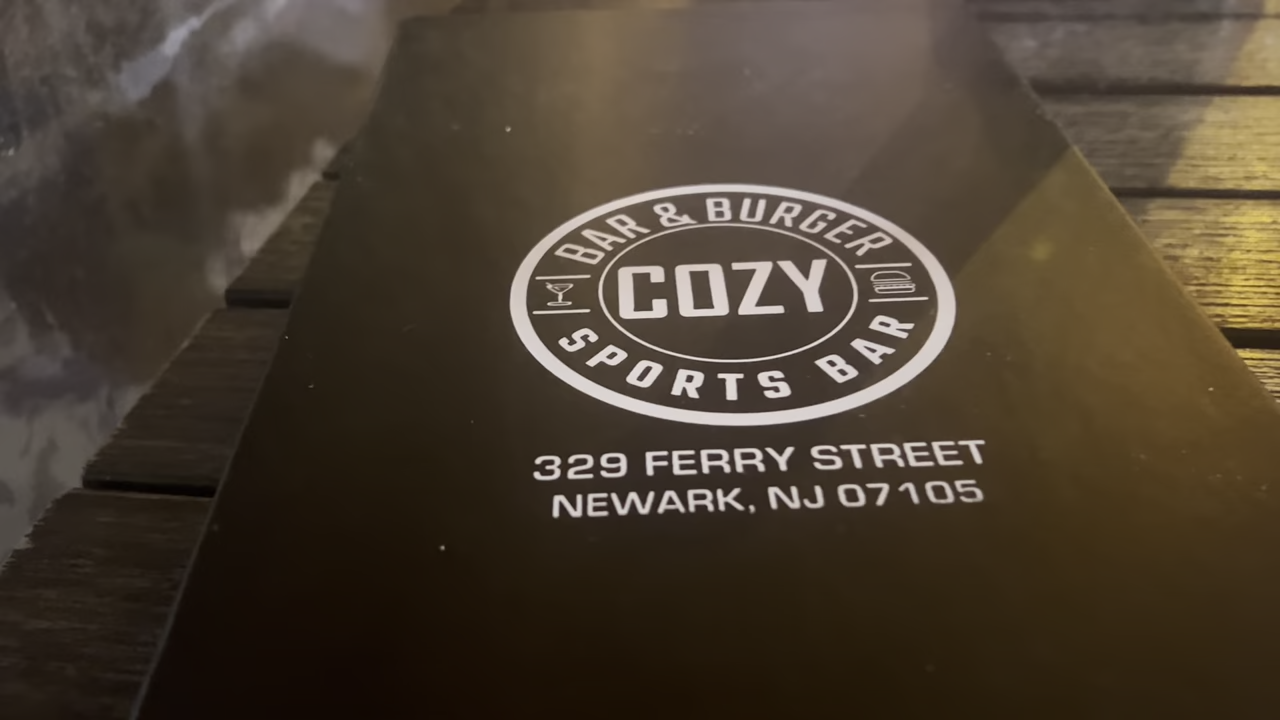 BAR & BURGER
COZY
SPORTS BAR
329 FERRY STREET
NEWARK, NJ 07105